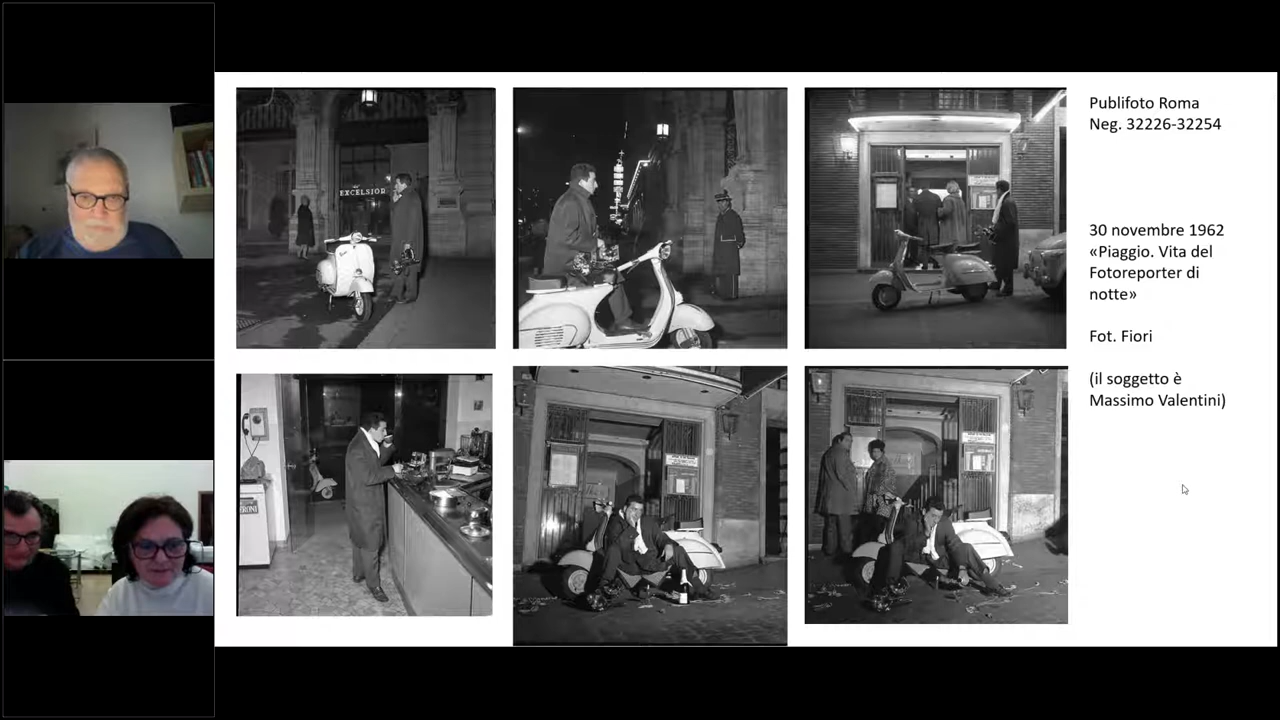 EXCELSIOR
Publifoto Roma
Neg. 32226-32254
30 novembre 1962
«Piaggio. Vita del
Fotoreporter di
notte»
Fot. Fiori
(il soggetto è
Massimo Valentini)